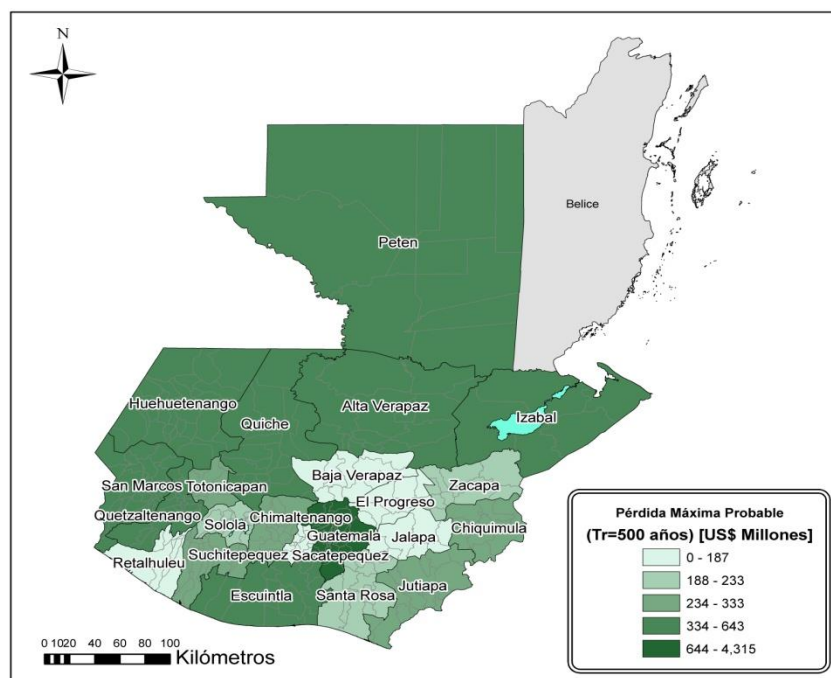 N
Belice
Peten
Huehuetenango
Quiche
Alta Verapaz
Izabal
San Marcos
Totonicapan
Baja Verapaz
Zacapa
El Progreso
Quetzaltenango
Solola
Chimaltenango
Guatemala
Jalapa
Chiquimula
Retalhuleu
Suchitepequez
Sacatepequez
Escuintla
Santa Rosa
Jutiapa
Pérdida Máxima Probable
(Tr=500 años) [US$ Millones]
0 - 187
188 - 233
234 - 333
334 - 643
644 - 4,315
0 10 20 40 60 80 100
Kilómetros